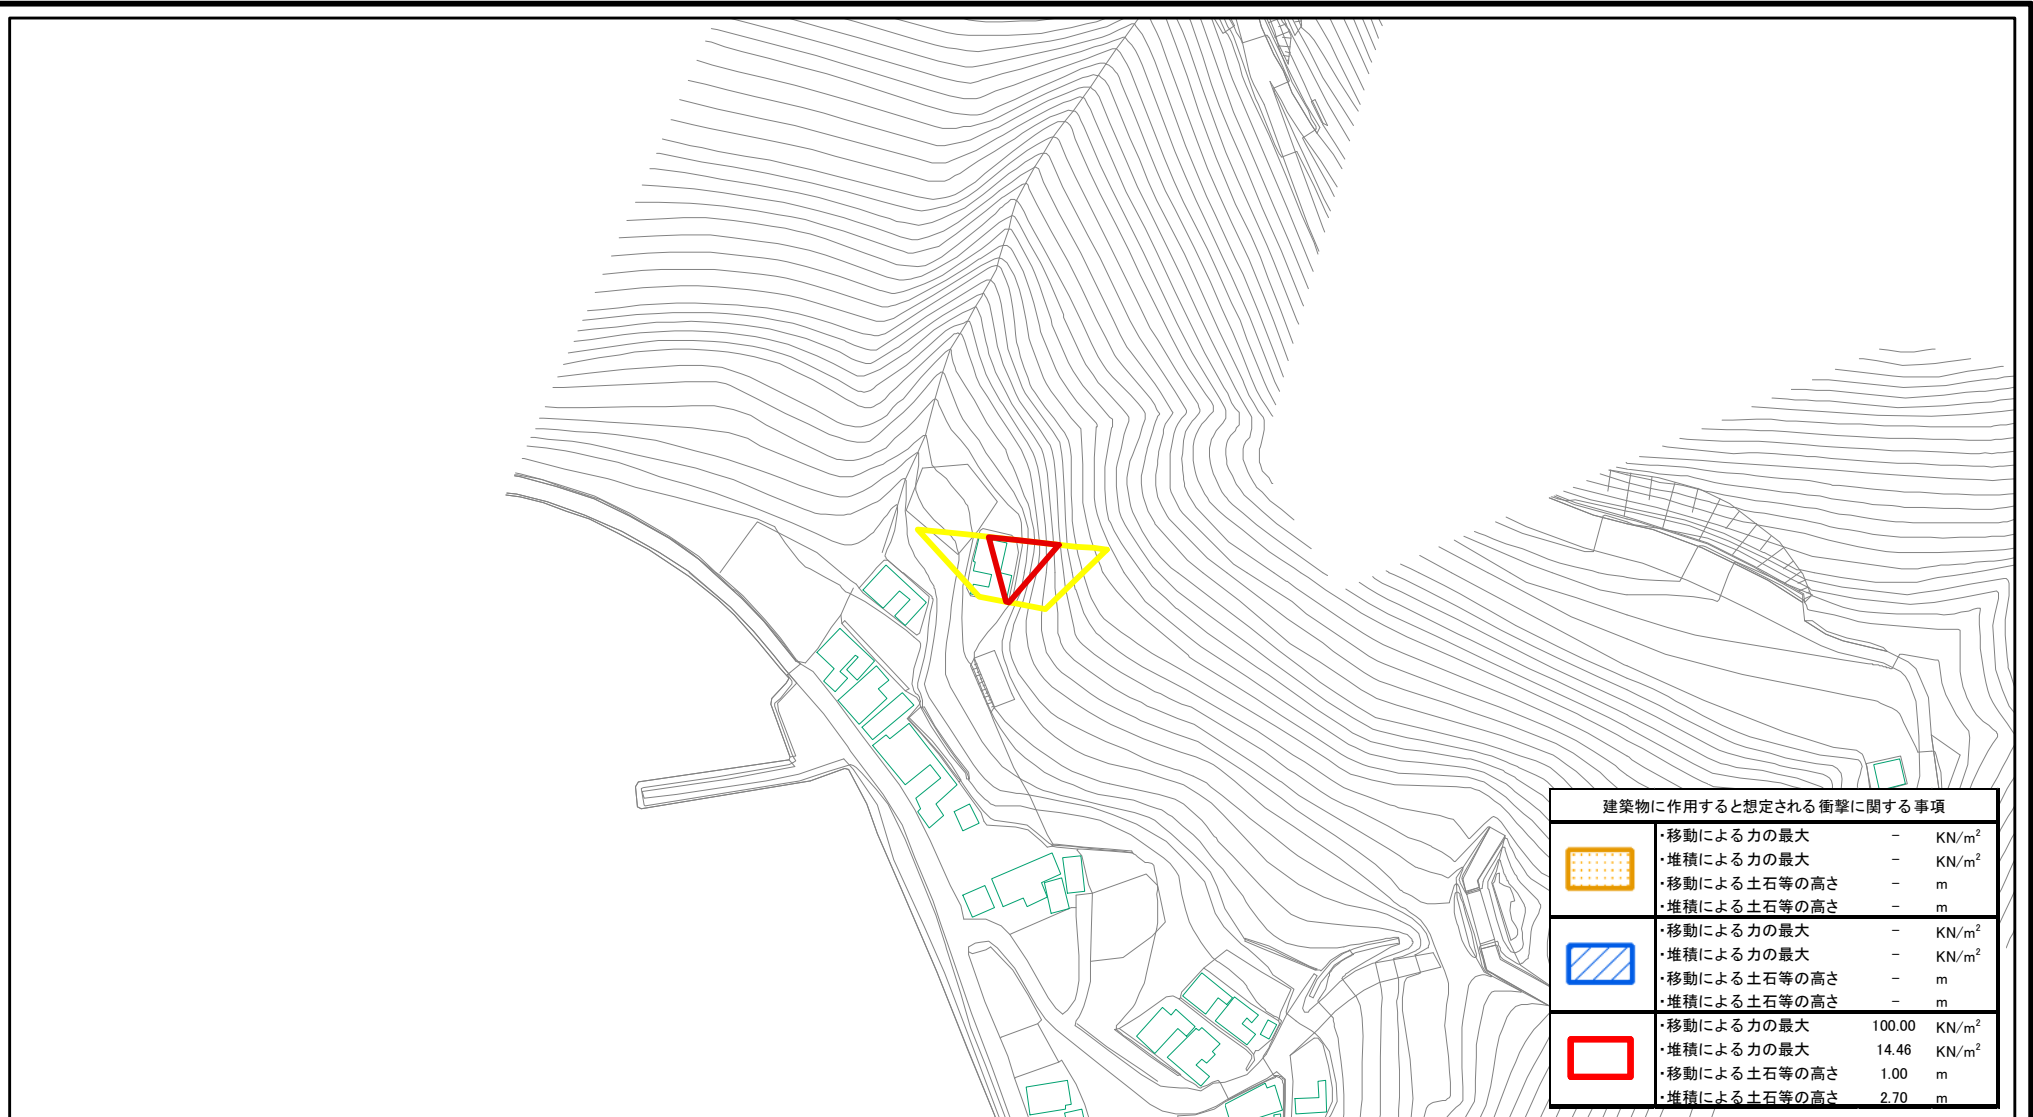 建築物に作用すると想定される衝撃に関する事項
・移動による力の最大 - KN/m²
・堆積による力の最大 - KN/m²
・移動による土石等の高さ - m
・堆積による土石等の高さ - m
・移動による力の最大 - KN/m²
・堆積による力の最大 - KN/m²
・移動による土石等の高さ - m
・堆積による土石等の高さ - m
・移動による力の最大 100.00 KN/m²
・堆積による力の最大 14.46 KN/m²
・移動による土石等の高さ 1.00 m
・堆積による土石等の高さ 2.70 m